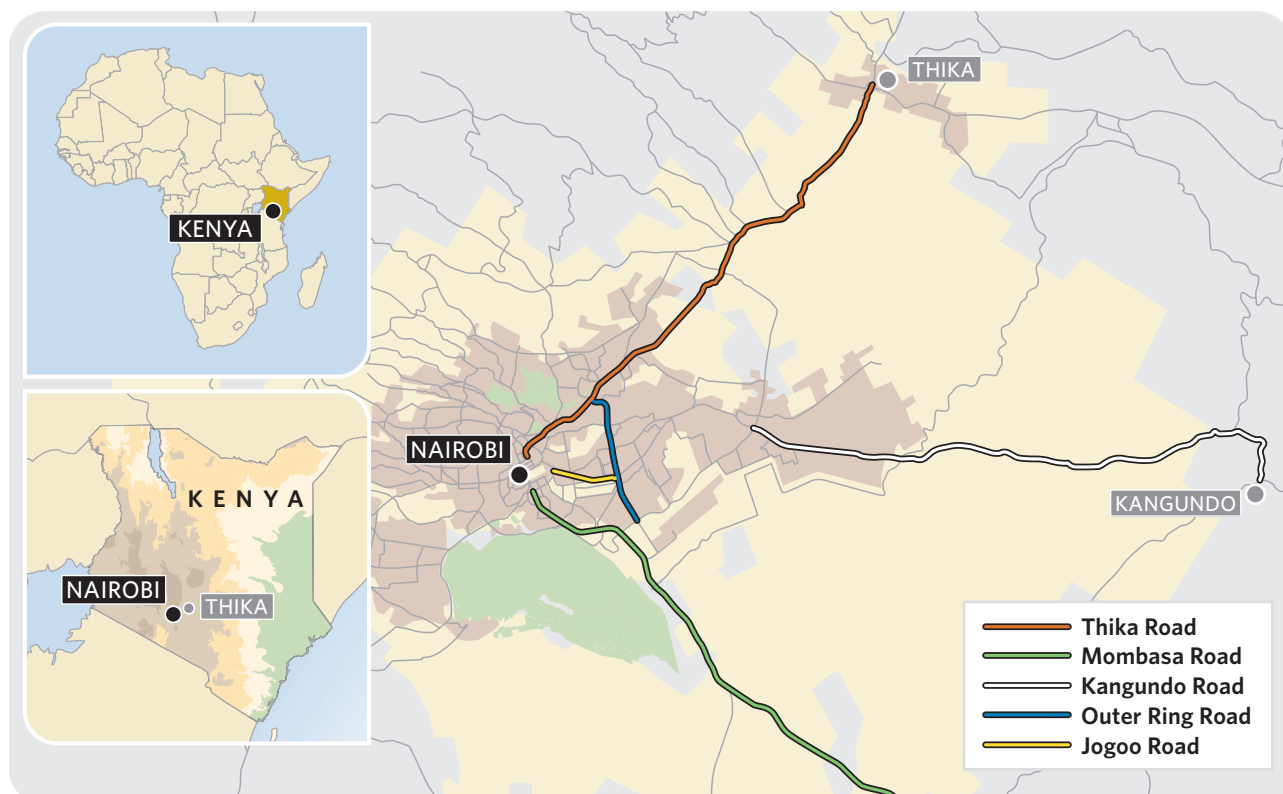 KENYA
KENYA
NAIROBI
THIKA
THIKA
NAIROBI
KANGUNDO
Thika Road
Mombasa Road
Kangundo Road
Outer Ring Road
Jogoo Road